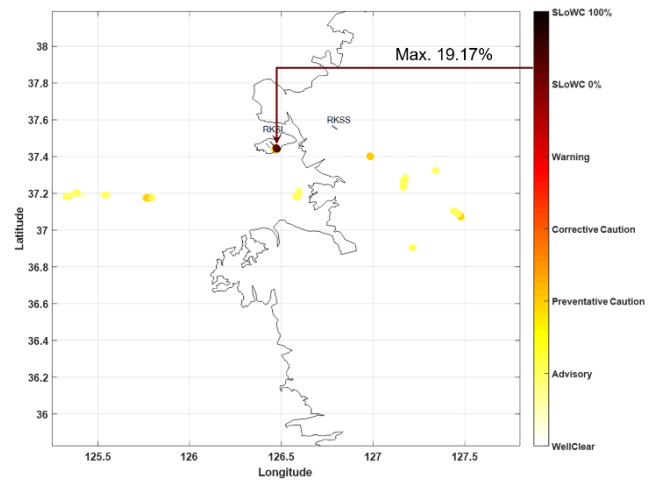 SLoWC 100%
38
Max. 19.17%
37.8
SLoWC 0%
37.6
RKSI
RKSS
37.4
Warning
37.2
Latitude
37
Corrective Caution
36.8
36.6
Preventative Caution
36.4
36.2
Advisory
36
WellClear
125.5
126
126.5
127
127.5
Longitude